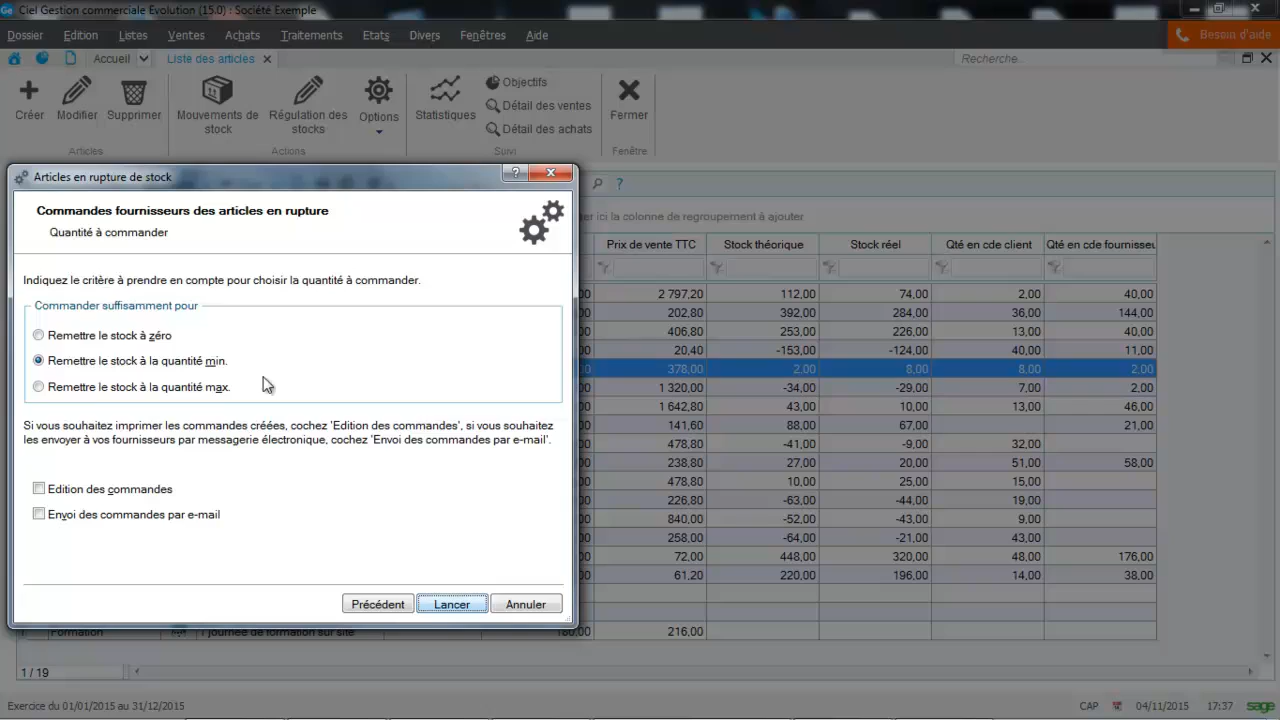 Ciel Gestion commerciale Evolution (15.0) : Société Exemple
Dossier Edition Listes Ventes Achats Traitements Etats Divers Fenêtres Aide
Besoin d'aide
Accueil Liste des articles
Recherche...
Créer Modifier Supprimer
Mouvements de stock
Régulation des stocks
Options
Statistiques
Objectifs
Détail des ventes
Détail des achats
Fermer
Articles Actions Suivi Fenêtre
Articles en rupture de stock
Commandes fournisseurs des articles en rupture
Quantité à commander
Indiquez le critère à prendre en compte pour choisir la quantité à commander.
Commander suffisamment pour
Remettre le stock à zéro
Remettre le stock à la quantité min.
Remettre le stock à la quantité max.
Si vous souhaitez imprimer les commandes créées, cochez 'Edition des commandes', si vous souhaitez
les envoyer à vos fournisseurs par messagerie électronique, cochez 'Envoi des commandes par e-mail'.
Edition des commandes
Envoi des commandes par e-mail
Précédent Lancer Annuler
ici la colonne de regroupement à ajouter
Prix de vente TTC Stock théorique Stock réel Qté en cde client Qté en cde fournisseu
2 797,20 112,00 74,00 2,00 40,00
202,80 392,00 284,00 36,00 144,00
406,80 253,00 226,00 13,00 40,00
20,40 -153,00 -124,00 40,00 11,00
378,00 2,00 8,00 8,00 2,00
1 320,00 -34,00 -29,00 7,00 2,00
1 642,80 43,00 10,00 13,00 46,00
141,60 88,00 67,00 21,00
478,80 -41,00 -9,00 32,00
238,80 27,00 20,00 51,00 58,00
478,80 10,00 25,00 15,00
226,80 -63,00 -44,00 19,00
840,00 -52,00 -43,00 9,00
258,00 -64,00 -21,00 43,00
72,00 448,00 320,00 48,00 176,00
61,20 220,00 196,00 14,00 38,00
Formation 1 journée de formation sur site 180,00 216,00
1 / 19
Exercice du 01/01/2015 au 31/12/2015
CAP 04/11/2015 17:37 sage